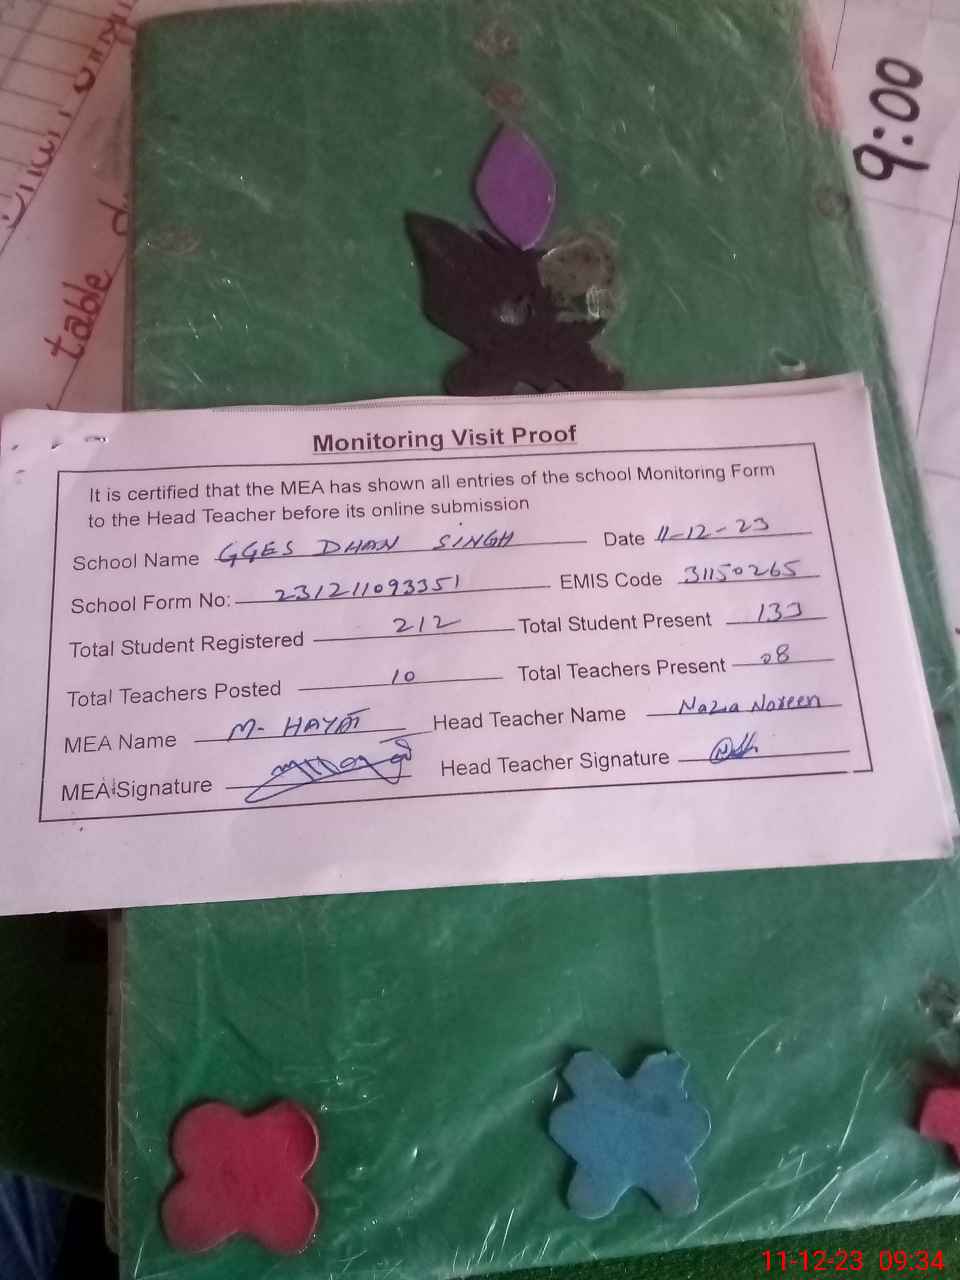 table
9:00
Monitoring Visit Proof
It is certified that the MEA has shown all entries of the school Monitoring Form
to the Head Teacher before its online submission
School Name GGES DHAN SINGH Date 11-12-23
School Form No: 231211093351 EMIS Code 31150265
Total Student Registered 212 Total Student Present 133
Total Teachers Posted 10 Total Teachers Present 08
MEA Name M- HAYAT Head Teacher Name Nazia Noreen
MEA Signature Head Teacher Signature
11-12-23 09:34